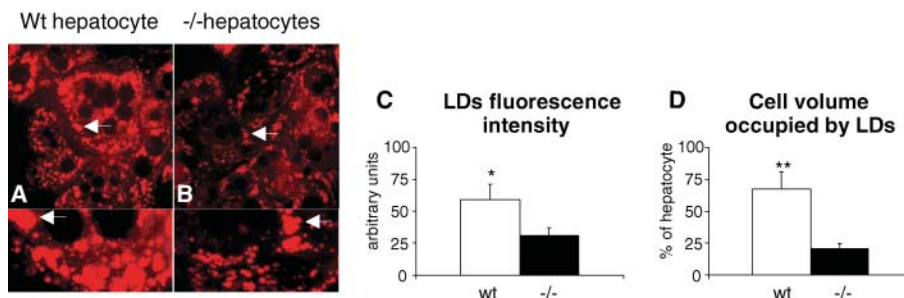 Wt hepatocyte
-/-hepatocytes
A
B
C
LDs fluorescence
intensity
arbitrary units
100
75
50
25
0
*
wt
-/-
D
Cell volume
occupied by LDs
% of hepatocyte
100
75
50
25
0
**
wt
-/-